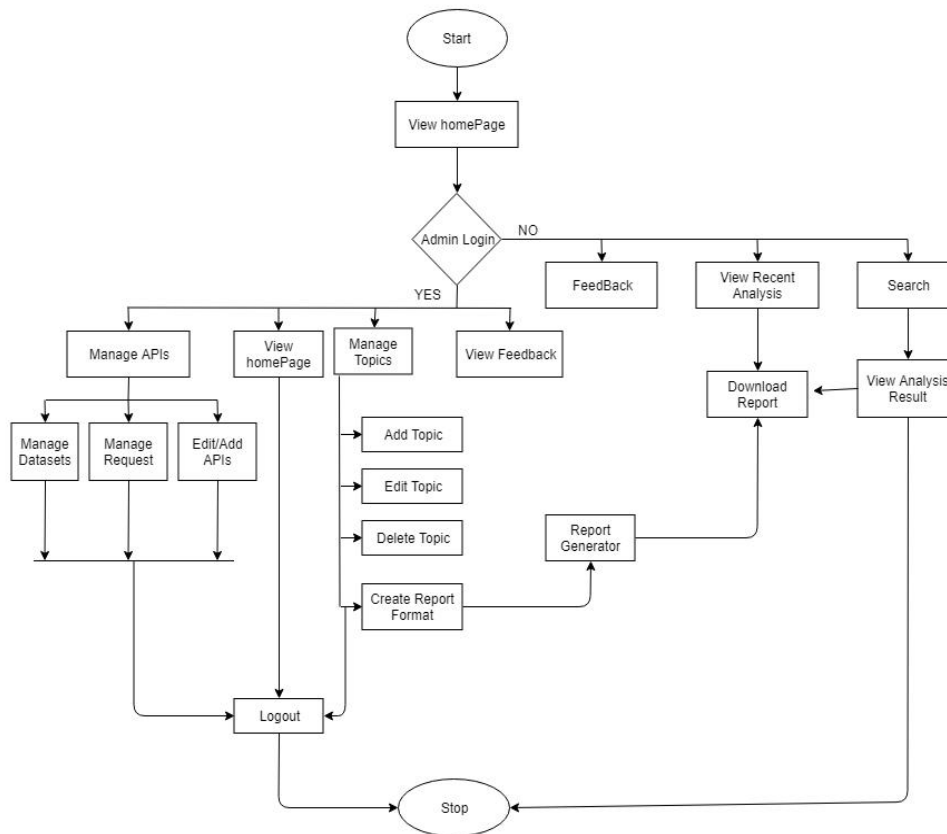 Start
View homePage
Admin Login
NO
YES
FeedBack
View Recent
Analysis
Search
Manage APIs
View
homePage
Manage
Topics
View Feedback
Download
Report
View Analysis
Result
Manage
Datasets
Manage
Request
Edit/Add
APIs
Add Topic
Edit Topic
Delete Topic
Report
Generator
Create Report
Format
Logout
Stop